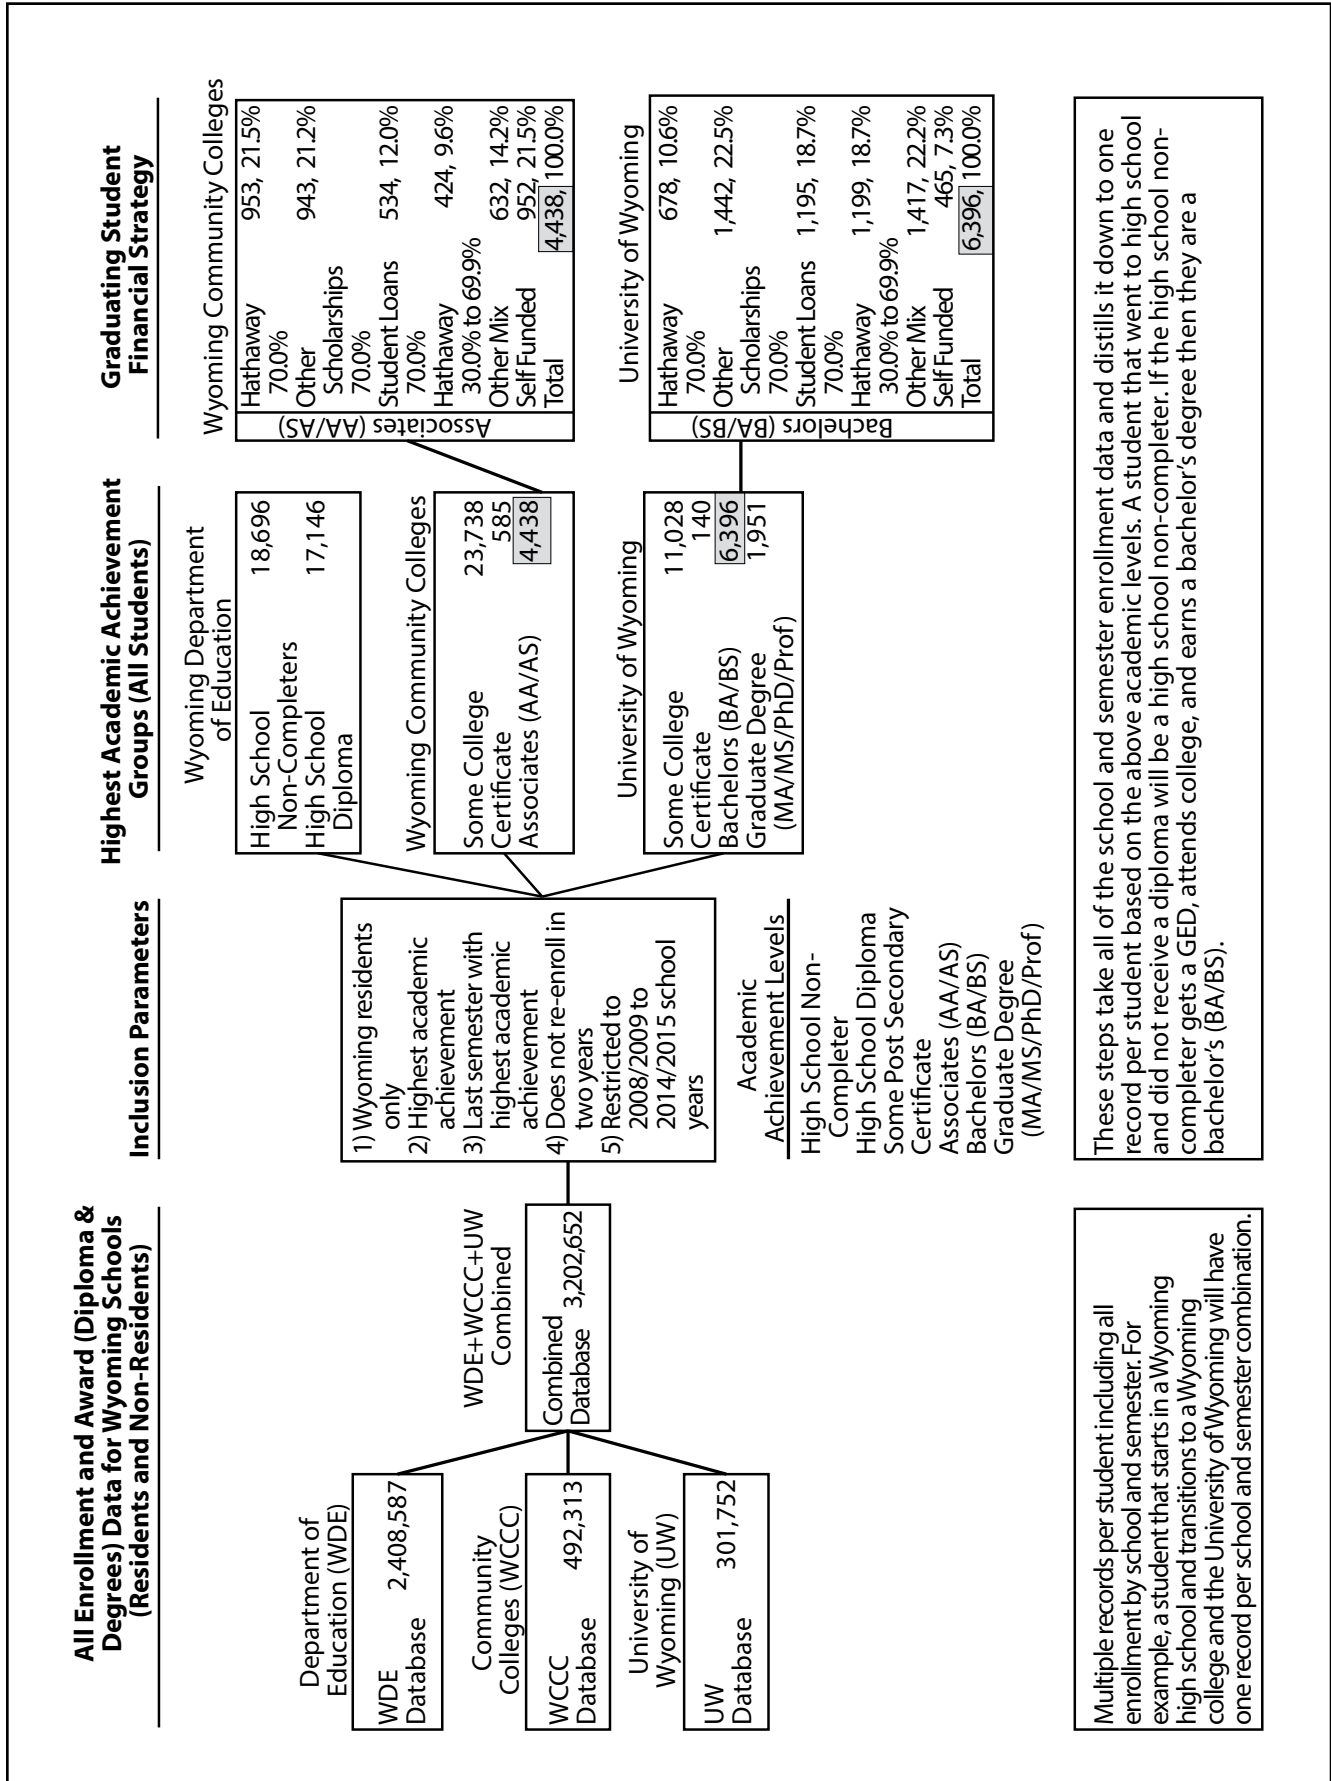 All Enrollment and Award (Diploma &
Degrees) Data for Wyoming Schools
(Residents and Non-Residents)
Department of
Education (WDE)
WDE
Database 2,408,587
Community
Colleges (WCCC)
WCCC
Database 492,313
University of
Wyoming (UW)
UW
Database 301,752
WDE+WCCC+UW
Combined
Combined
Database 3,202,652
Multiple records per student including all
enrollment by school and semester. For
example, a student that starts in a Wyoming
high school and transitions to a Wyoming
college and the University of Wyoming will have
one record per school and semester combination.
Inclusion Parameters
1) Wyoming residents
only
2) Highest academic
achievement
3) Last semester with
highest academic
achievement
4) Does not re-enroll in
two years
5) Restricted to
2008/2009 to
2014/2015 school
years
Academic
Achievement Levels
High School Non-
Completer
High School Diploma
Some Post Secondary
Certificate
Associates (AA/AS)
Bachelors (BA/BS)
Graduate Degree
(MA/MS/PhD/Prof)
Highest Academic Achievement
Groups (All Students)
Wyoming Department
of Education
High School 18,696
Non-Completers
High School 17,146
Diploma
Wyoming Community Colleges
Some College 23,738
Certificate 585
Associates (AA/AS) 4,438
University of Wyoming
Some College 11,028
Certificate 140
Bachelors (BA/BS) 6,396
Graduate Degree 1,951
(MA/MS/PhD/Prof)
Graduating Student
Financial Strategy
Wyoming Community Colleges
Associates (AA/AS)
Hathaway 953, 21.5%
70.0%
Other 943, 21.2%
Scholarships
70.0%
Student Loans 534, 12.0%
70.0%
Hathaway 424, 9.6%
30.0% to 69.9%
Other Mix 632, 14.2%
Self Funded 952, 21.5%
Total 4,438, 100.0%
University of Wyoming
Bachelors (BA/BS)
Hathaway 678, 10.6%
70.0%
Other 1,442, 22.5%
Scholarships
70.0%
Student Loans 1,195, 18.7%
70.0%
Hathaway 1,199, 18.7%
30.0% to 69.9%
Other Mix 1,417, 22.2%
Self Funded 465, 7.3%
Total 6,396, 100.0%
These steps take all of the school and semester enrollment data and distills it down to one
record per student based on the above academic levels. A student that went to high school
and did not receive a diploma will be a high school non-completer. If the high school non-
completer gets a GED, attends college, and earns a bachelor's degree then they are a
bachelor's (BA/BS).